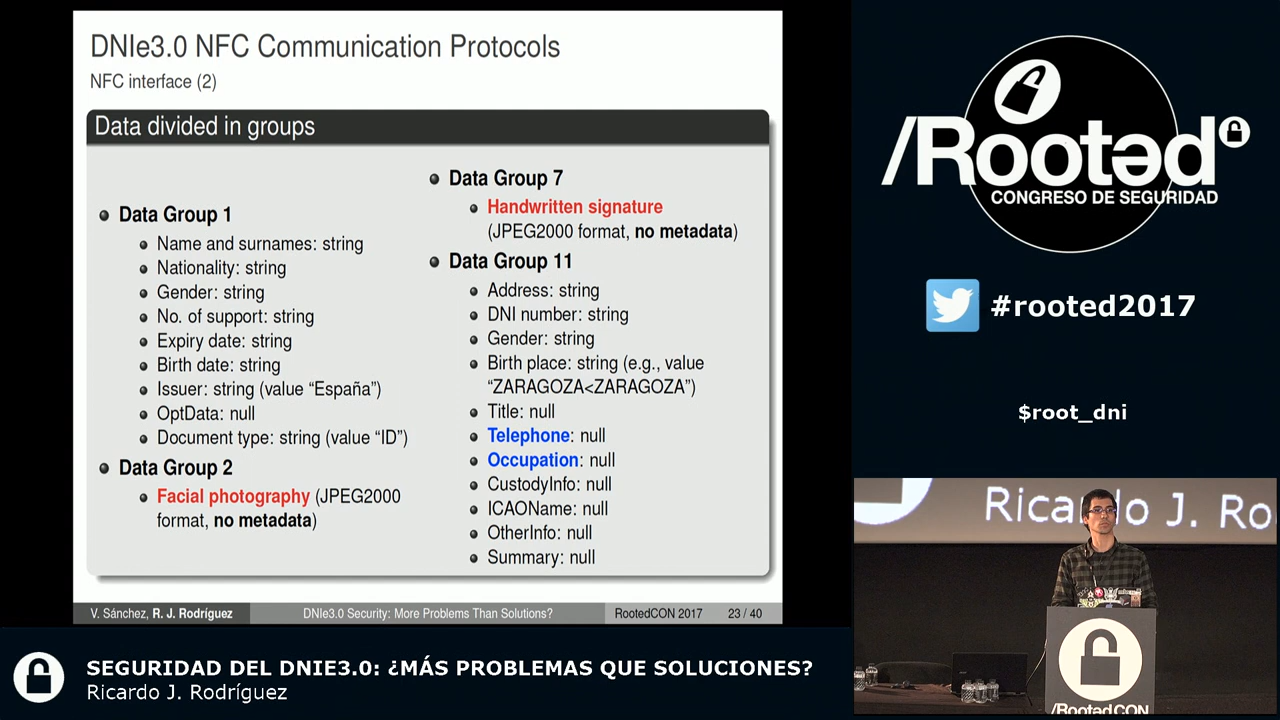 DNIe3.0 NFC Communication Protocols
NFC interface (2)
Data divided in groups
Data Group 1
Name and surnames: string
Nationality: string
Gender: string
No. of support: string
Expiry date: string
Birth date: string
Issuer: string (value “España”)
OptData: null
Document type: string (value “ID”)
Data Group 2
Facial photography (JPEG2000
format, no metadata)
Data Group 7
Handwritten signature
(JPEG2000 format, no metadata)
Data Group 11
Address: string
DNI number: string
Gender: string
Birth place: string (e.g., value
“ZARAGOZA<ZARAGOZA”)
Title: null
Telephone: null
Occupation: null
CustodyInfo: null
ICAOName: null
OtherInfo: null
Summary: null
V. Sánchez, R. J. Rodríguez
DNIe3.0 Security: More Problems Than Solutions?
RootedCON 2017
23 / 40
/Rootəd
CONGRESO DE SEGURIDAD
#rooted2017
$root_dni
Ricardo J. Ro
/RootedCON
SEGURIDAD DEL DNIE3.0: ¿MÁS PROBLEMAS QUE SOLUCIONES?
Ricardo J. Rodríguez